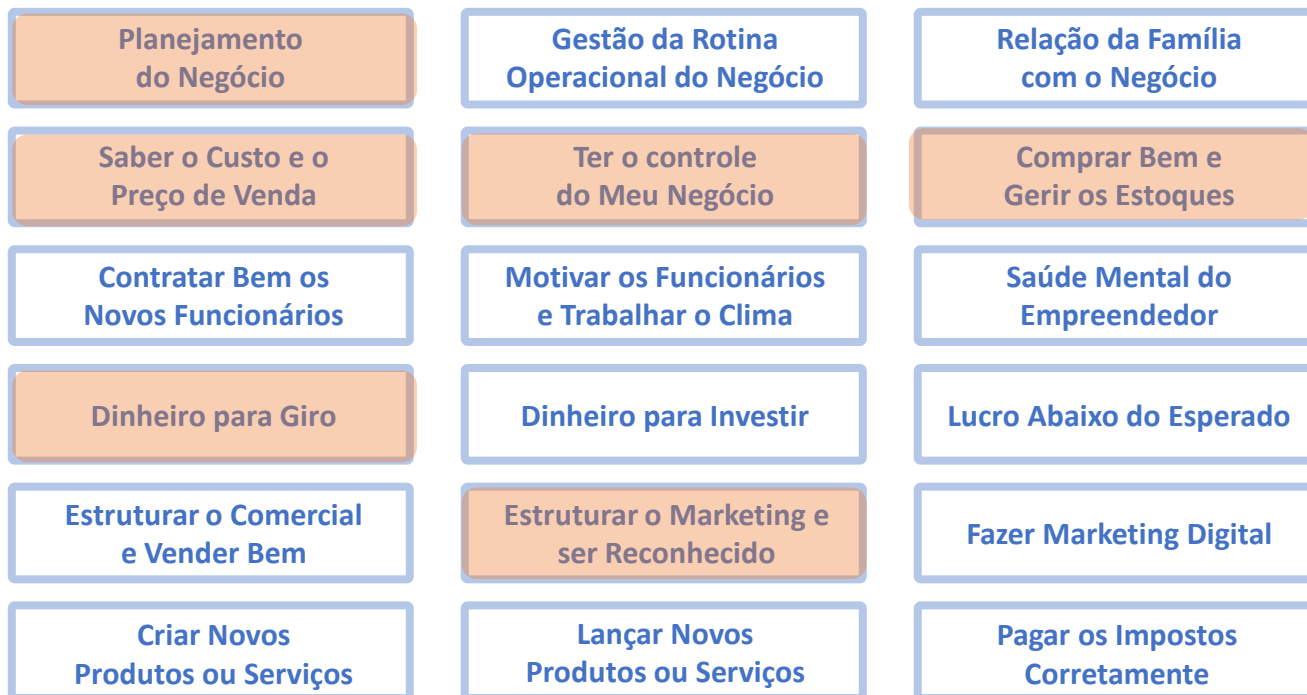 Planejamento
do Negócio
Gestão da Rotina
Operacional do Negócio
Relação da Família
com o Negócio
Saber o Custo e o
Preço de Venda
Ter o controle
do Meu Negócio
Comprar Bem e
Gerir os Estoques
Contratar Bem os
Novos Funcionários
Motivar os Funcionários
e Trabalhar o Clima
Saúde Mental do
Empreendedor
Dinheiro para Giro
Dinheiro para Investir
Lucro Abaixo do Esperado
Estruturar o Comercial
e Vender Bem
Estruturar o Marketing e
ser Reconhecido
Fazer Marketing Digital
Criar Novos
Produtos ou Serviços
Lançar Novos
Produtos ou Serviços
Pagar os Impostos
Corretamente